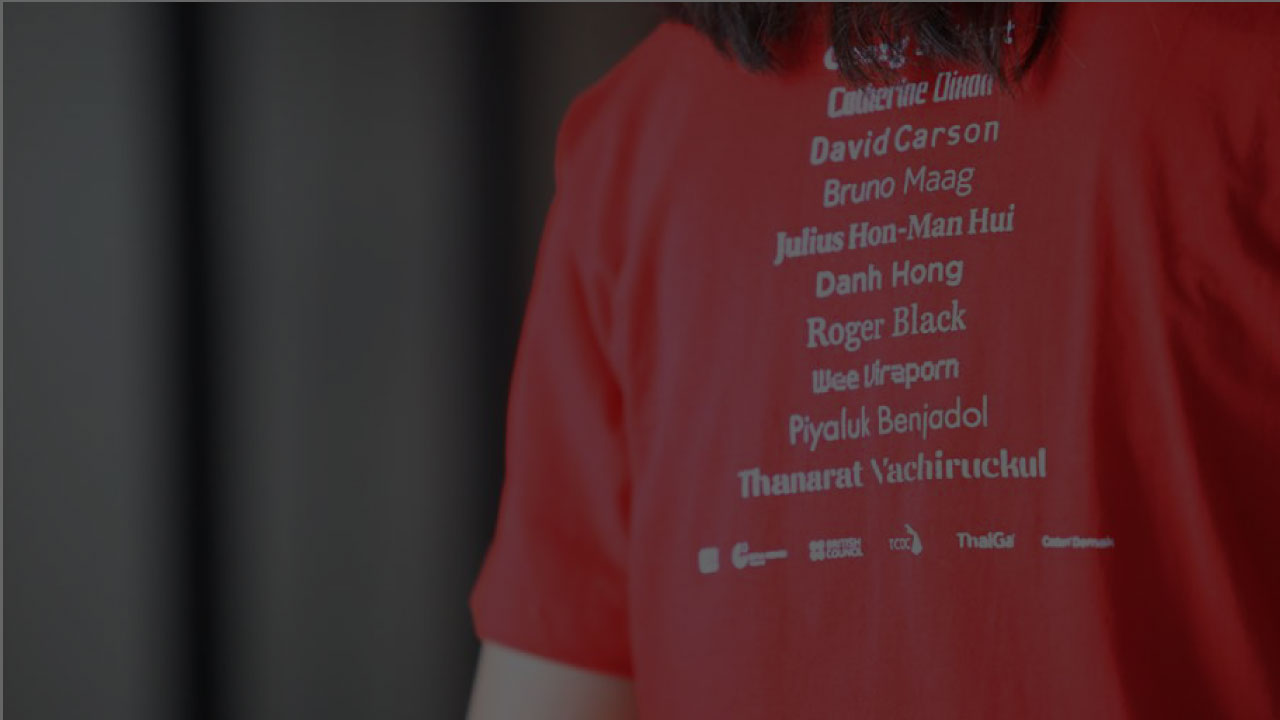 Catherine Dixon
David Carson
Bruno Maag
Julius Hon-Man Hui
Danh Hong
Roger Black
Wee Viraporn
Piyaluk Benjadol
Thanarat Vachiruckul
BRITISH
COUNCIL
TCDC
ThaiGa